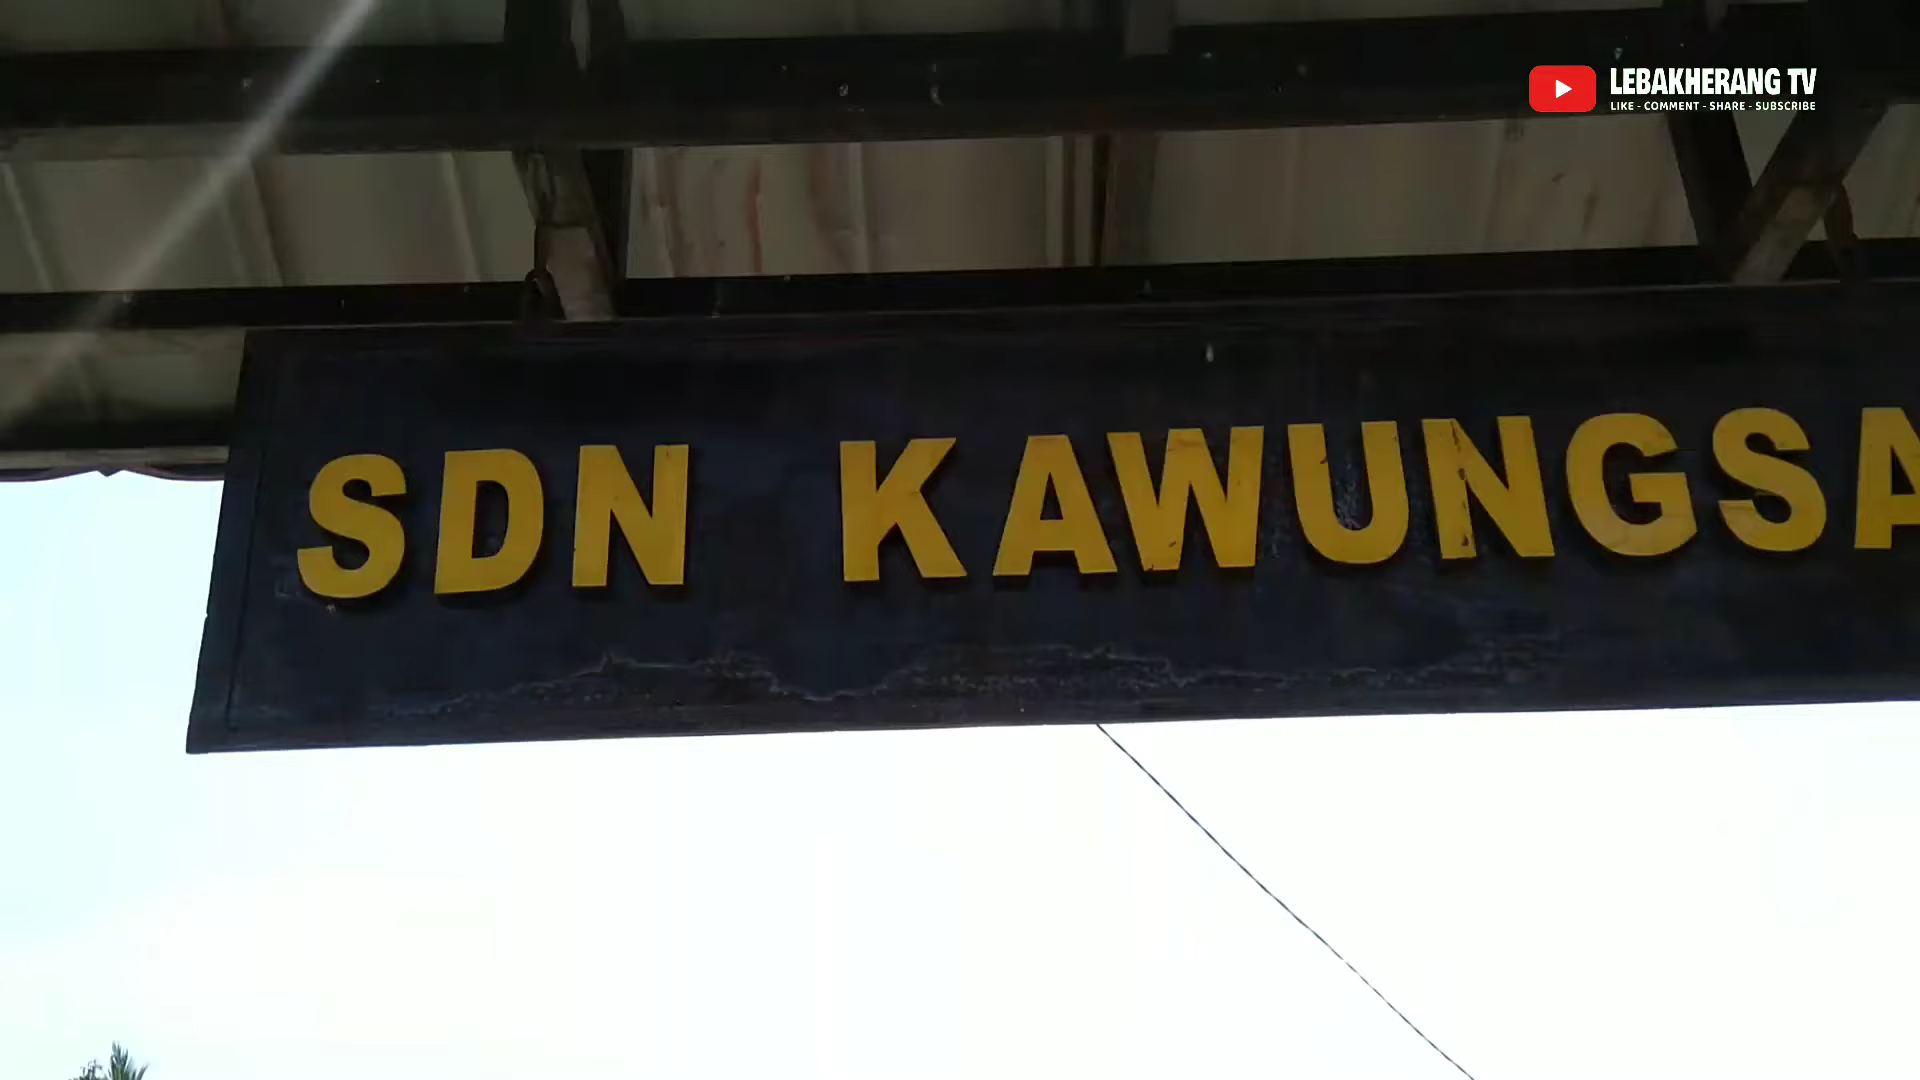 LEBAKHERANG TV
LIKE - COMMENT - SHARE - SUBSCRIBE
SDN KAWUNGSA